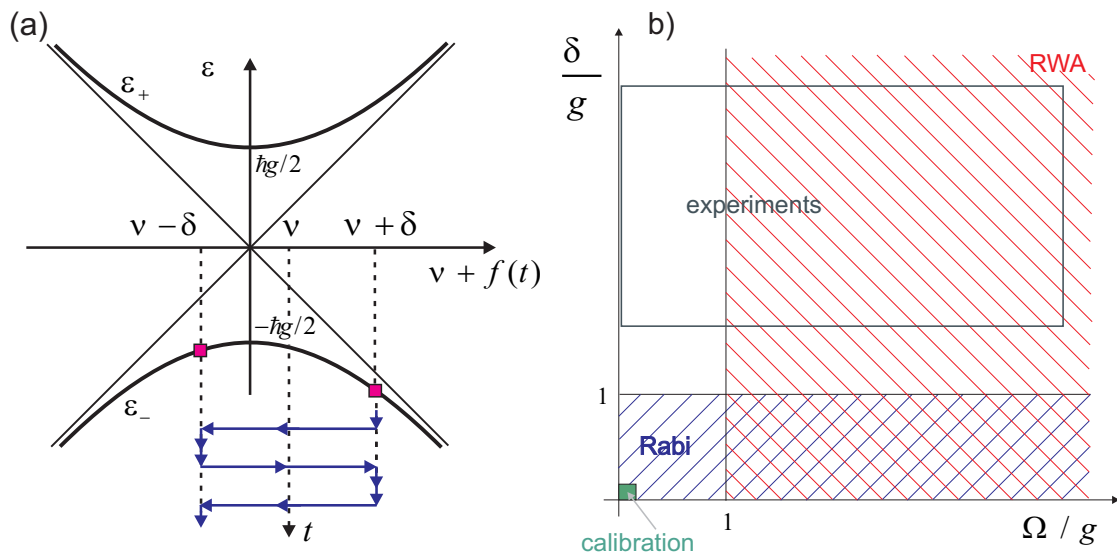 (a)
ε
ε₊
ħg/2
ν − δ
ν
ν + δ
ν + f(t)
−ħg/2
ε₋
t
b)
δ
g
RWA
experiments
1
Rabi
1
Ω / g
calibration